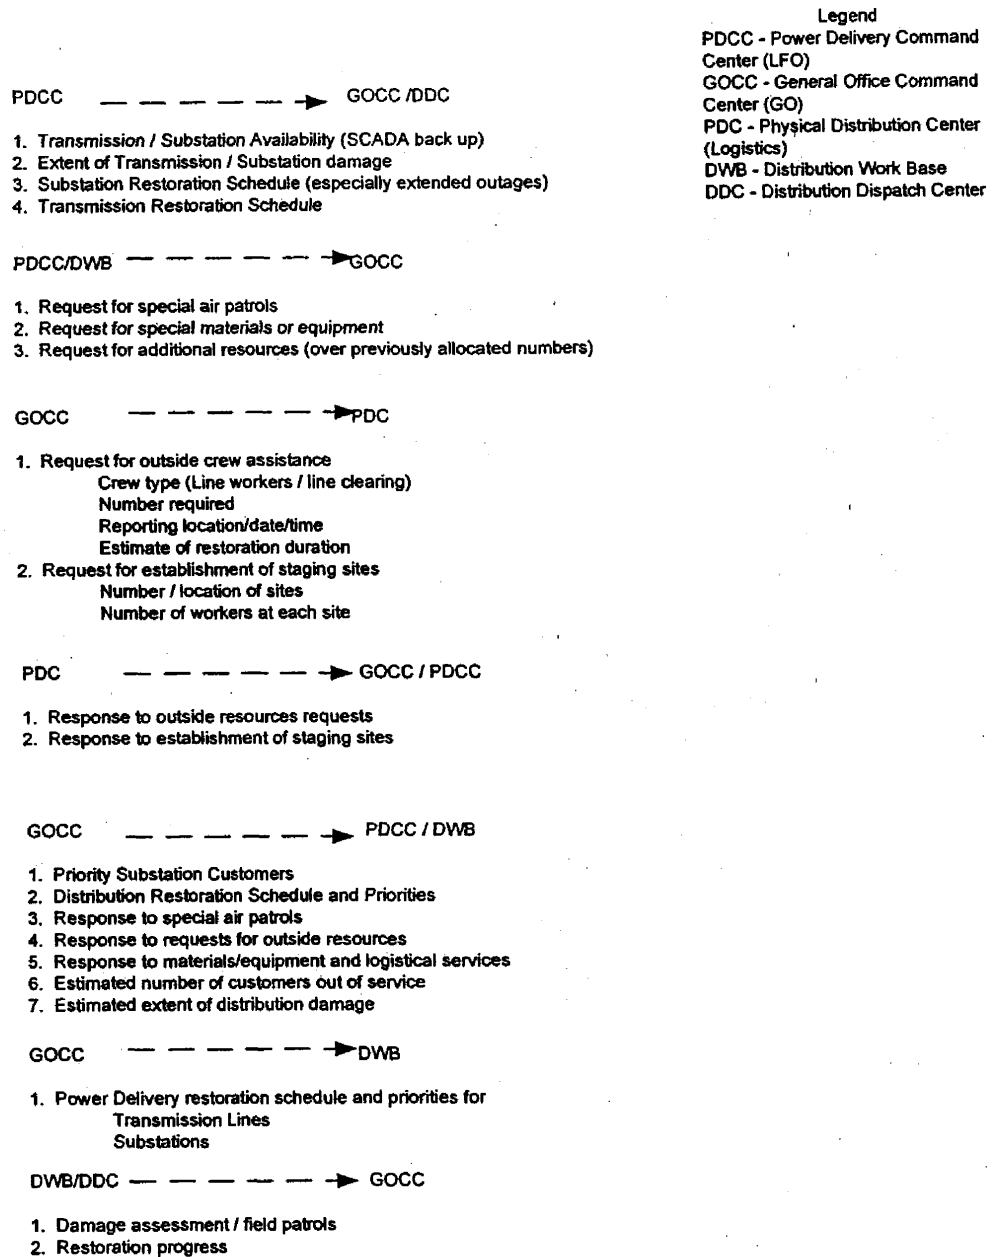 Legend
PDCC - Power Delivery Command
Center (LFO)
GOCC - General Office Command
Center (GO)
PDC - Physical Distribution Center
(Logistics)
DWB - Distribution Work Base
DDC - Distribution Dispatch Center
PDCC GOCC /DDC
1. Transmission / Substation Availability (SCADA back up)
2. Extent of Transmission / Substation damage
3. Substation Restoration Schedule (especially extended outages)
4. Transmission Restoration Schedule
PDCC/DWB GOCC
1. Request for special air patrols
2. Request for special materials or equipment
3. Request for additional resources (over previously allocated numbers)
GOCC PDC
1. Request for outside crew assistance
Crew type (Line workers / line clearing)
Number required
Reporting location/date/time
Estimate of restoration duration
2. Request for establishment of staging sites
Number / location of sites
Number of workers at each site
PDC GOCC / PDCC
1. Response to outside resources requests
2. Response to establishment of staging sites
GOCC PDCC / DWB
1. Priority Substation Customers
2. Distribution Restoration Schedule and Priorities
3. Response to special air patrols
4. Response to requests for outside resources
5. Response to materials/equipment and logistical services
6. Estimated number of customers out of service
7. Estimated extent of distribution damage
GOCC DWB
1. Power Delivery restoration schedule and priorities for
Transmission Lines
Substations
DWB/DDC GOCC
1. Damage assessment / field patrols
2. Restoration progress